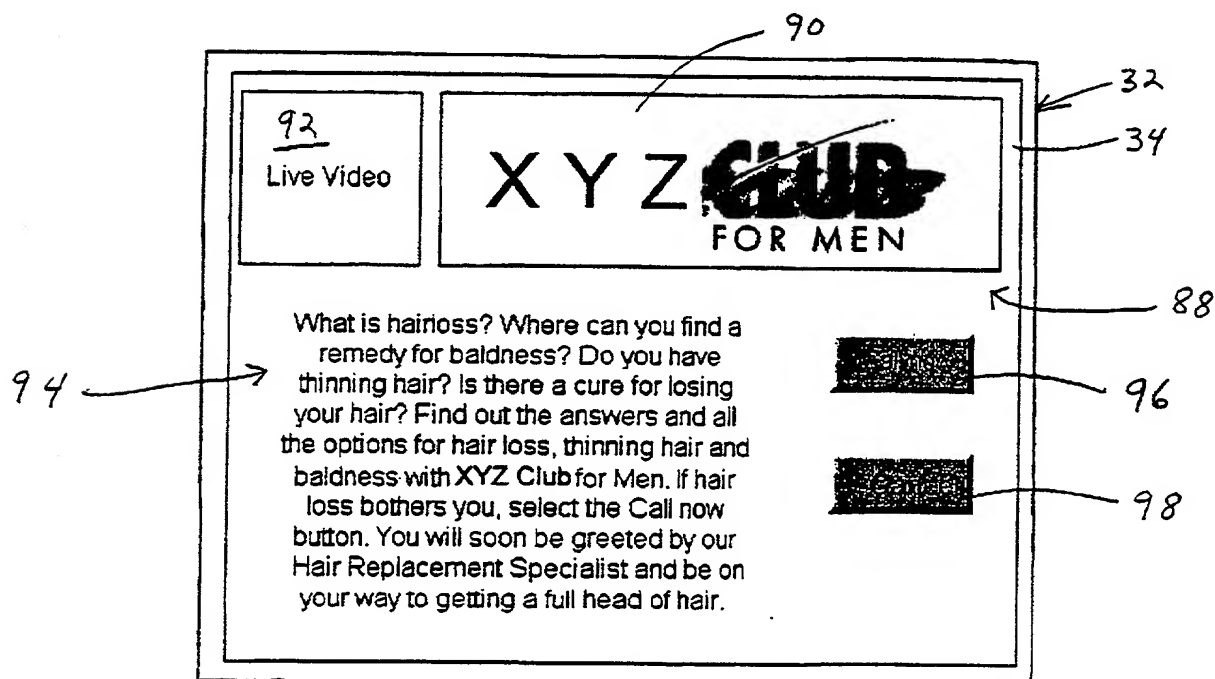 90
32
34
92
Live Video
X Y Z CLUB
FOR MEN
88
What is hairloss? Where can you find a
remedy for baldness? Do you have
thinning hair? Is there a cure for losing
your hair? Find out the answers and all
the options for hair loss, thinning hair and
baldness with XYZ Club for Men. If hair
loss bothers you, select the Call now
button. You will soon be greeted by our
Hair Replacement Specialist and be on
your way to getting a full head of hair.
94
96
98